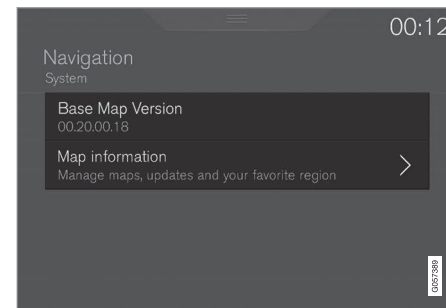 00:12
Navigation
System
Base Map Version
00.20.00.18
Map information
Manage maps, updates and your favorite region
G057389